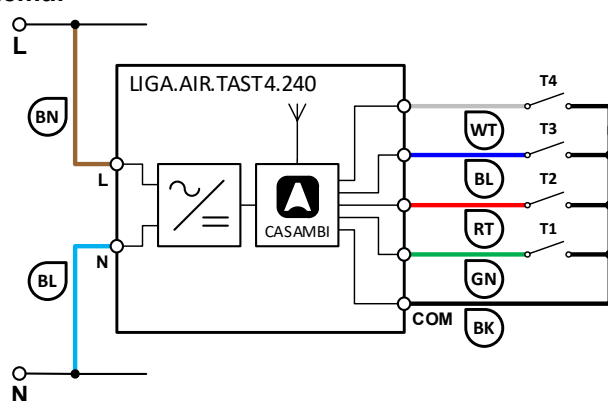 L
BN
LIGA.AIR.TAST4.240
T4
WT
T3
L
BL
T2
CASAMBI
RT
T1
N
BL
GN
COM
BK
N